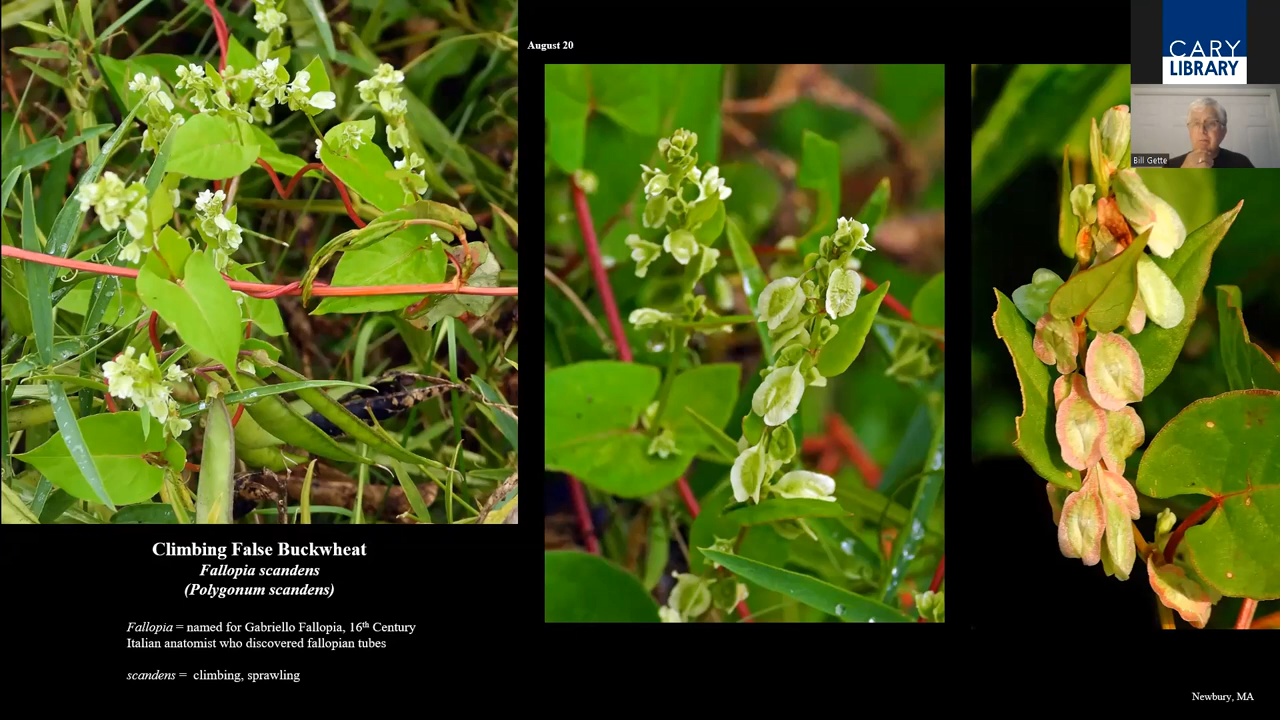 August 20
CARY
LIBRARY
Bill Gette
Climbing False Buckwheat
Fallopia scandens
(Polygonum scandens)
Fallopia = named for Gabriello Fallopia, 16th Century
Italian anatomist who discovered fallopian tubes
scandens = climbing, sprawling
Newbury, MA